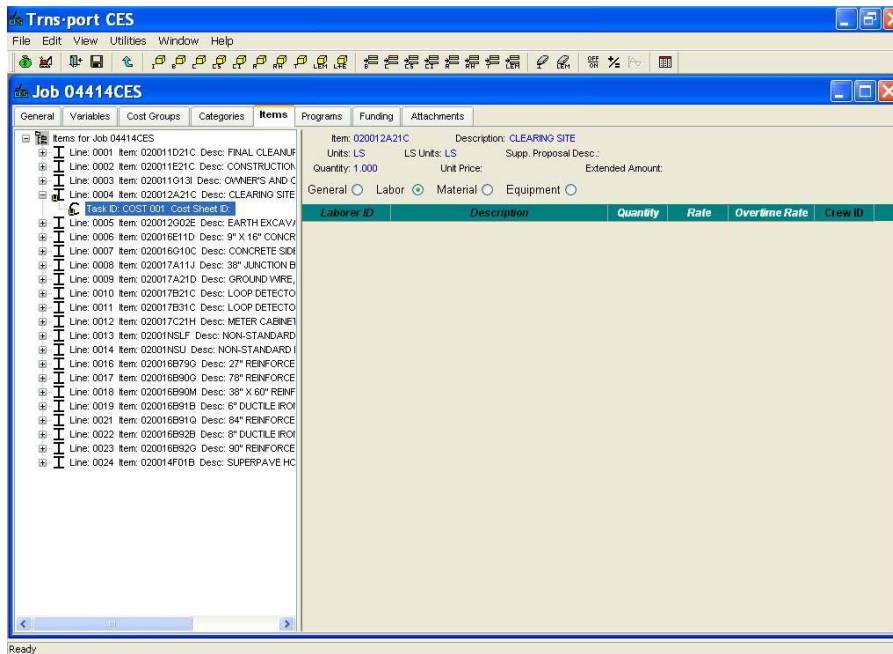 Trns·port CES
File Edit View Utilities Window Help
Job 04414CES
General Variables Cost Groups Categories Items Programs Funding Attachments
Items for Job 04414CES
Line: 0001 Item: 020011D21C Desc: FINAL CLEANUP
Line: 0002 Item: 020011E21C Desc: CONSTRUCTION
Line: 0003 Item: 020011G13I Desc: OWNER'S AND C
Line: 0004 Item: 020012A21C Desc: CLEARING SITE
Task ID: COST 001 Cost Sheet ID:
Line: 0005 Item: 020012G02E Desc: EARTH EXCAVA
Line: 0006 Item: 020016E11D Desc: 9" X 16" CONCR
Line: 0007 Item: 020016G10C Desc: CONCRETE SIDE
Line: 0008 Item: 020017A11J Desc: 38" JUNCTION B
Line: 0009 Item: 020017A21D Desc: GROUND WIRE,
Line: 0010 Item: 020017B21C Desc: LOOP DETECTO
Line: 0011 Item: 020017B31C Desc: LOOP DETECTO
Line: 0012 Item: 020017C21H Desc: METER CABINET
Line: 0013 Item: 02001NSLF Desc: NON-STANDARD
Line: 0014 Item: 02001NSU Desc: NON-STANDARD I
Line: 0016 Item: 020016B79G Desc: 27" REINFORCE
Line: 0017 Item: 020016B90G Desc: 78" REINFORCE
Line: 0018 Item: 020016B90M Desc: 38" X 60" REINF
Line: 0019 Item: 020016B91B Desc: 6" DUCTILE IRON
Line: 0021 Item: 020016B91Q Desc: 84" REINFORCE
Line: 0022 Item: 020016B92B Desc: 8" DUCTILE IRON
Line: 0023 Item: 020016B92G Desc: 90" REINFORCE
Line: 0024 Item: 020014F01B Desc: SUPERPAVE HC
Item: 020012A21C Description: CLEARING SITE
Units: LS LS Units: LS Supp. Proposal Desc.:
Quantity: 1.000 Unit Price: Extended Amount:
General Labor Material Equipment
Laborer ID Description Quantity Rate Overtime Rate Crew ID
Ready